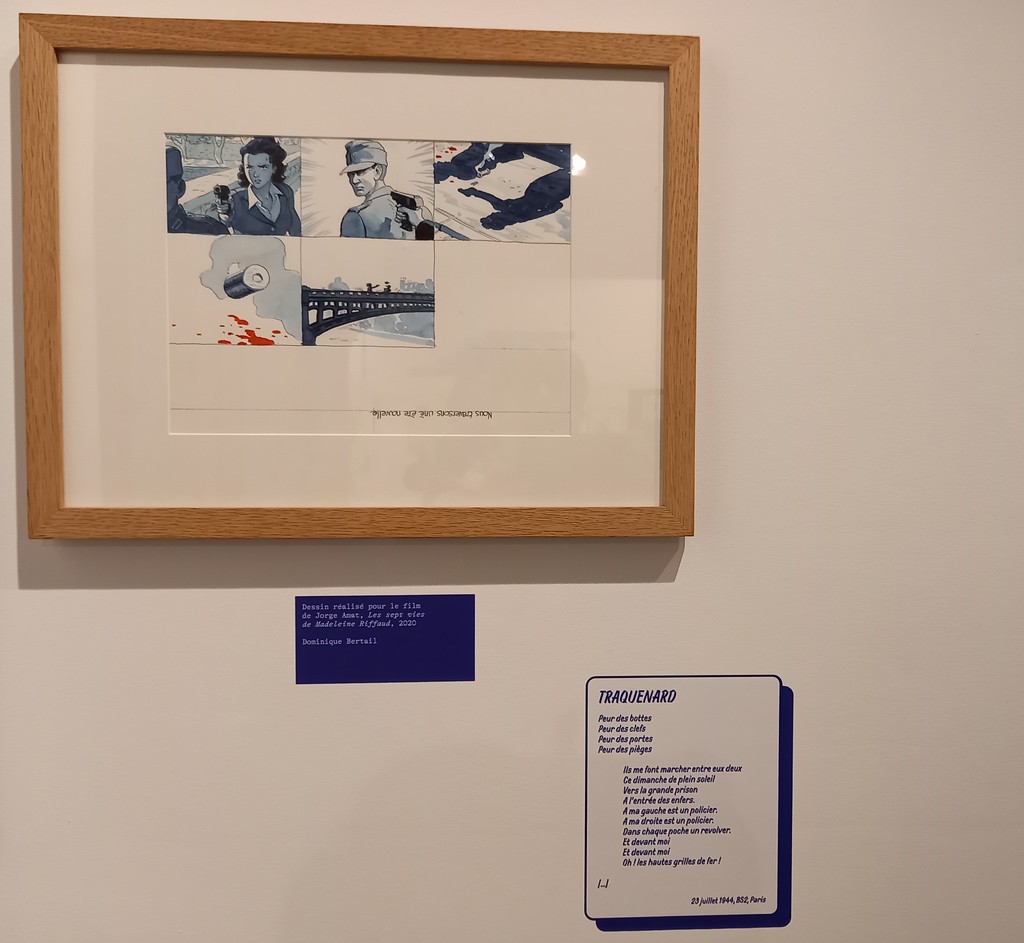 Nous traversons une ère nouvelle.
Dessin réalisé pour le film
de Jorge Amat, Les sept vies
de Madeleine Riffaud, 2020
Dominique Bertail
TRAQUENARD
Peur des bottes
Peur des clefs
Peur des portes
Peur des pièges
Ils me font marcher entre eux deux
Ce dimanche de plein soleil
Vers la grande prison
A l'entrée des enfers.
A ma gauche est un policier.
A ma droite est un policier.
Dans chaque poche un revolver.
Et devant moi
Et devant moi
Oh ! les hautes grilles de fer !
/.../
23 juillet 1944, BS2, Paris